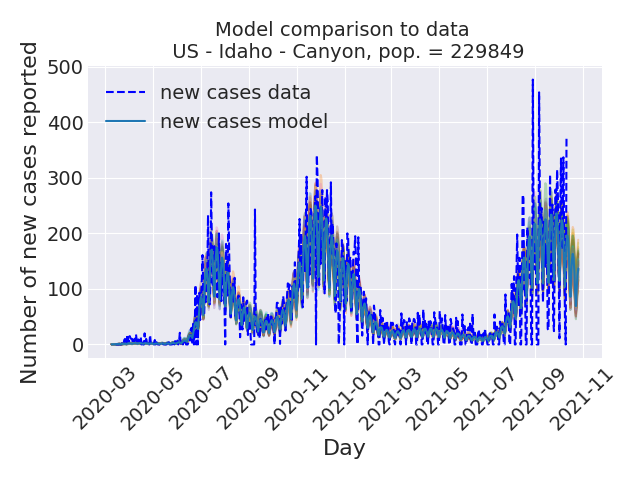 Model comparison to data
US - Idaho - Canyon, pop. = 229849
Number of new cases reported
500
400
300
200
100
0
new cases data
new cases model
2020-03
2020-05
2020-07
2020-09
2020-11
2021-01
2021-03
2021-05
2021-07
2021-09
2021-11
Day